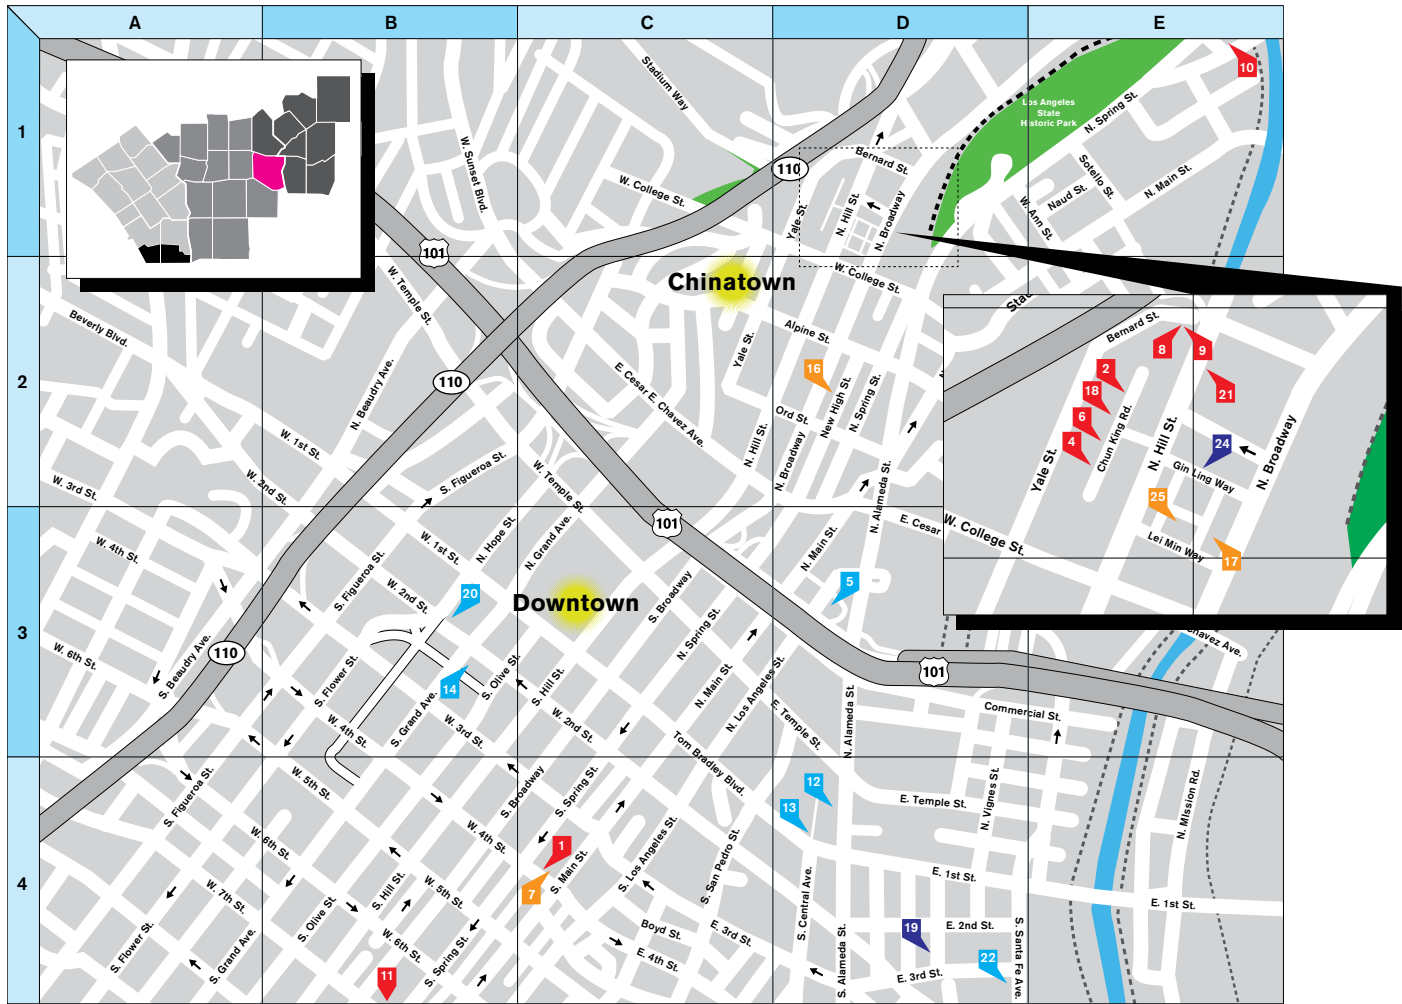 A
B
C
D
E
1
2
3
4
Los Angeles
State
Historic Park
10
Stadium Way
N. Spring St.
W. Sunset Blvd.
Bernard St.
110
W. College St.
N. Hill St.
N. Broadway
Yale St.
Sotello St.
Naud St.
N. Main St.
W. Ann St.
101
W. College St.
Chinatown
W. Temple St.
Beverly Blvd.
Alpine St.
Yale St.
16
110
N. Beaudry Ave.
E. Cesar E. Chavez Ave.
New High St.
N. Spring St.
Ord St.
N. Hill St.
N. Broadway
W. 1st St.
W. 2nd St.
W. 3rd St.
S. Figueroa St.
W. Temple St.
N. Alameda St.
Bernard St.
8
9
2
18
6
4
21
24
25
17
Yale St.
Chun King Rd.
N. Hill St.
Gin Ling Way
N. Broadway
Lei Min Way
W. College St.
101
E. Cesar
Chavez Ave.
W. 4th St.
W. 1st St.
N. Hope St.
N. Grand Ave.
N. Main St.
S. Figueroa St.
W. 2nd St.
20
5
Downtown
S. Broadway
N. Spring St.
110
W. 6th St.
S. Beaudry Ave.
S. Flower St.
14
S. Olive St.
S. Hill St.
S. Grand Ave.
W. 3rd St.
W. 4th St.
W. 2nd St.
N. Main St.
N. Los Angeles St.
E. Temple St.
N. Alameda St.
101
Commercial St.
Tom Bradley Blvd.
S. Figueroa St.
W. 5th St.
S. Broadway
S. Spring St.
12
13
E. Temple St.
N. Vignes St.
N. Mission Rd.
W. 6th St.
W. 4th St.
1
7
S. Main St.
S. Los Angeles St.
S. San Pedro St.
E. 1st St.
E. 1st St.
W. 7th St.
S. Hill St.
W. 5th St.
S. Olive St.
S. Central Ave.
19
E. 2nd St.
S. Santa Fe Ave.
S. Flower St.
S. Grand Ave.
W. 6th St.
S. Spring St.
Boyd St.
E. 3rd St.
E. 4th St.
S. Alameda St.
22
E. 3rd St.
11